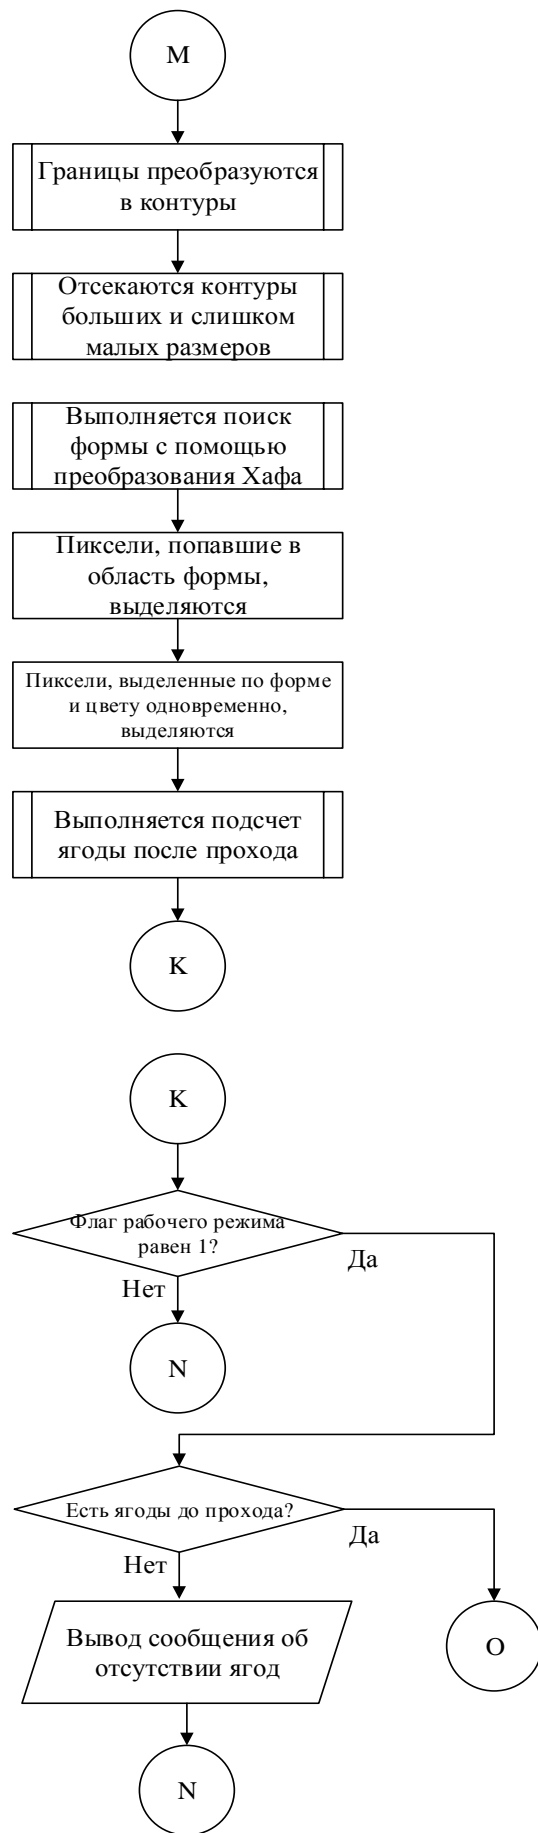 M
Границы преобразуются
в контуры
Отсекаются контуры
больших и слишком
малых размеров
Выполняется поиск
формы с помощью
преобразования Хафа
Пиксели, попавшие в
область формы,
выделяются
Пиксели, выделенные по форме
и цвету одновременно,
выделяются
Выполняется подсчет
ягоды после прохода
K
K
Флаг рабочего режима
равен 1?
Да
Нет
N
Есть ягоды до прохода?
Да
Нет
Вывод сообщения об
отсутствии ягод
O
N